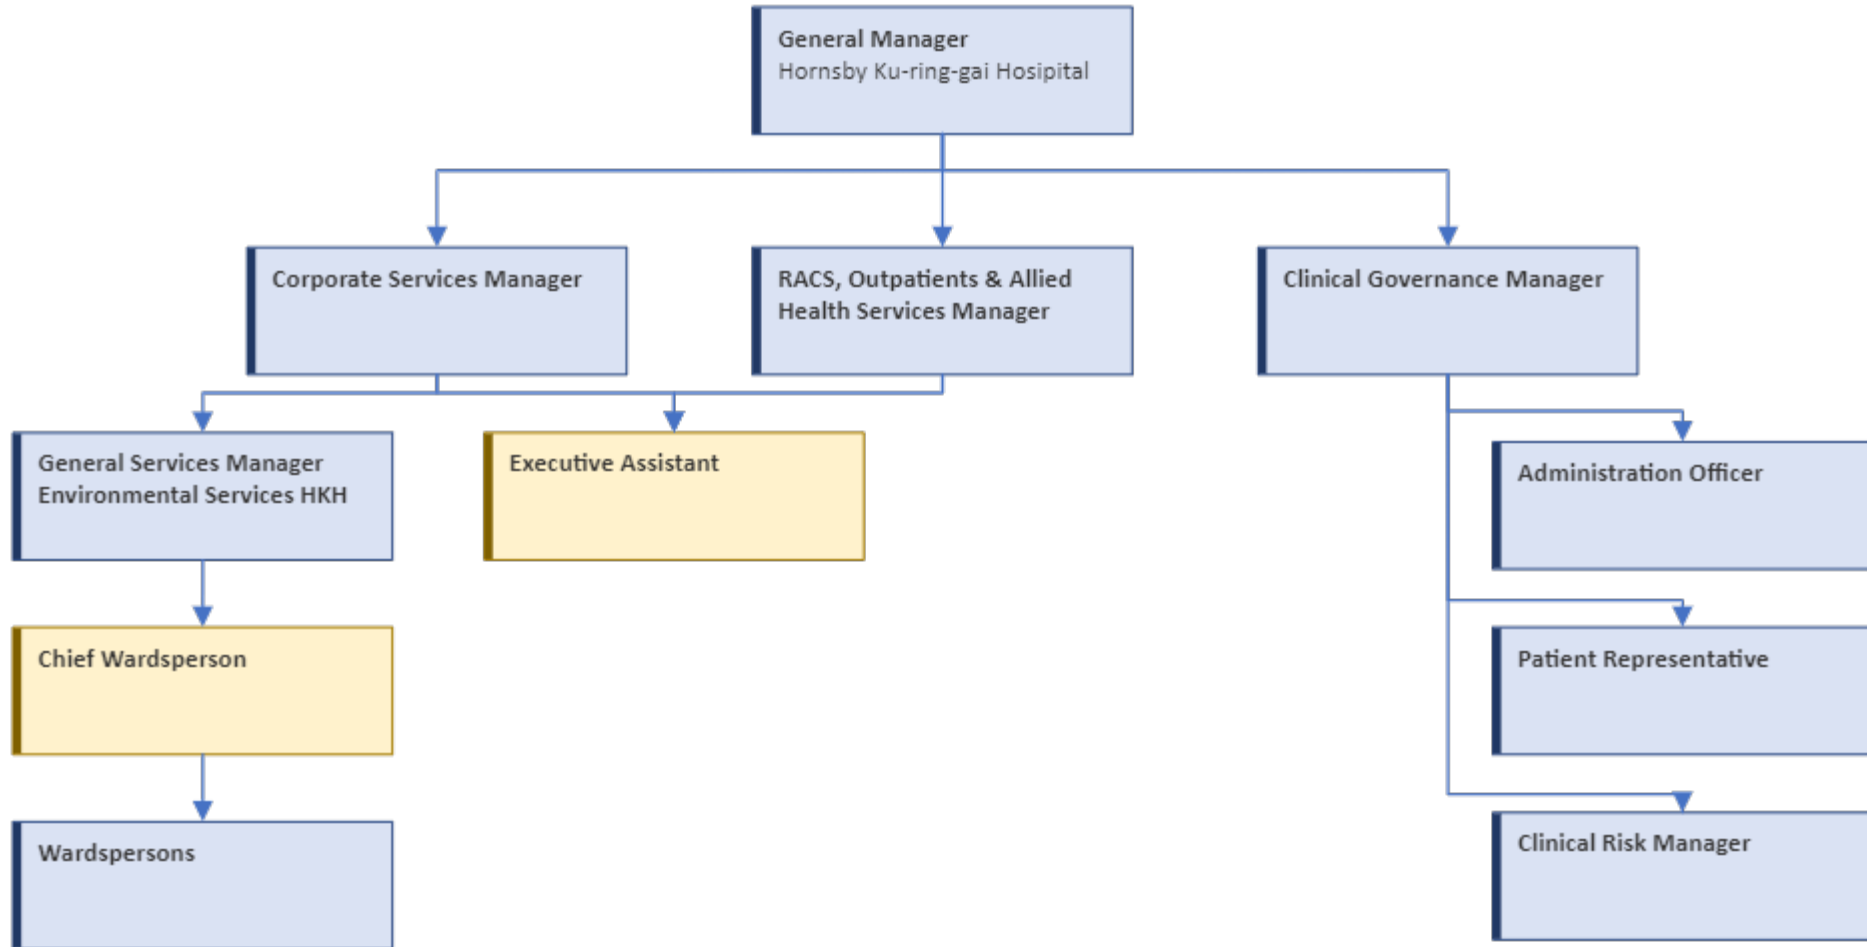 General Manager
Hornsby Ku-ring-gai Hosipital
Corporate Services Manager
RACS, Outpatients & Allied
Health Services Manager
Clinical Governance Manager
General Services Manager
Environmental Services HKH
Executive Assistant
Administration Officer
Chief Wardsperson
Patient Representative
Wardspersons
Clinical Risk Manager